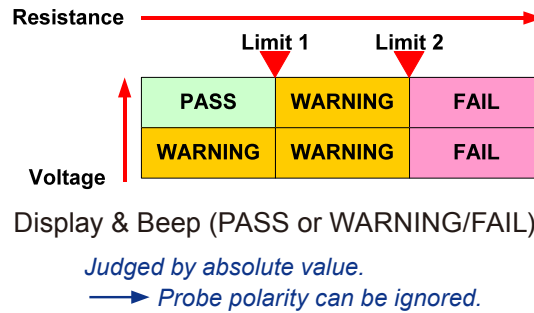 Resistance
Limit 1 Limit 2
PASS WARNING FAIL
WARNING WARNING FAIL
Voltage
Display & Beep (PASS or WARNING/FAIL)
Judged by absolute value.
Probe polarity can be ignored.